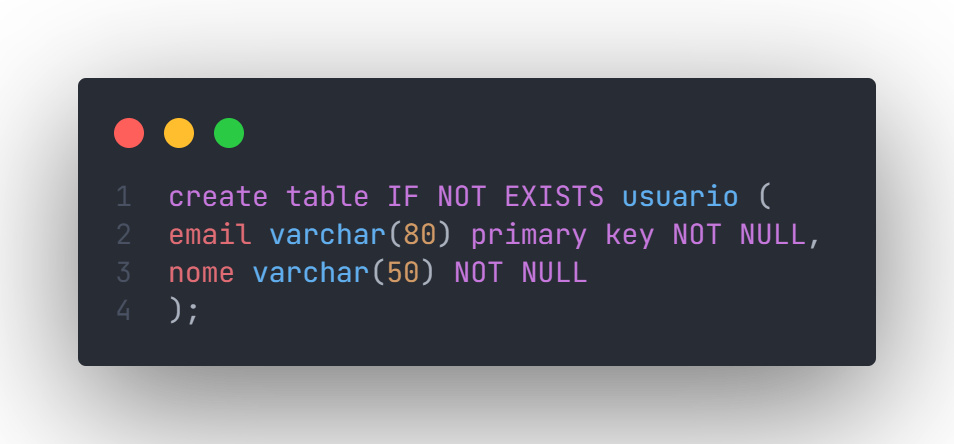 1 create table IF NOT EXISTS usuario (
2 email varchar(80) primary key NOT NULL,
3 nome varchar(50) NOT NULL
4 );